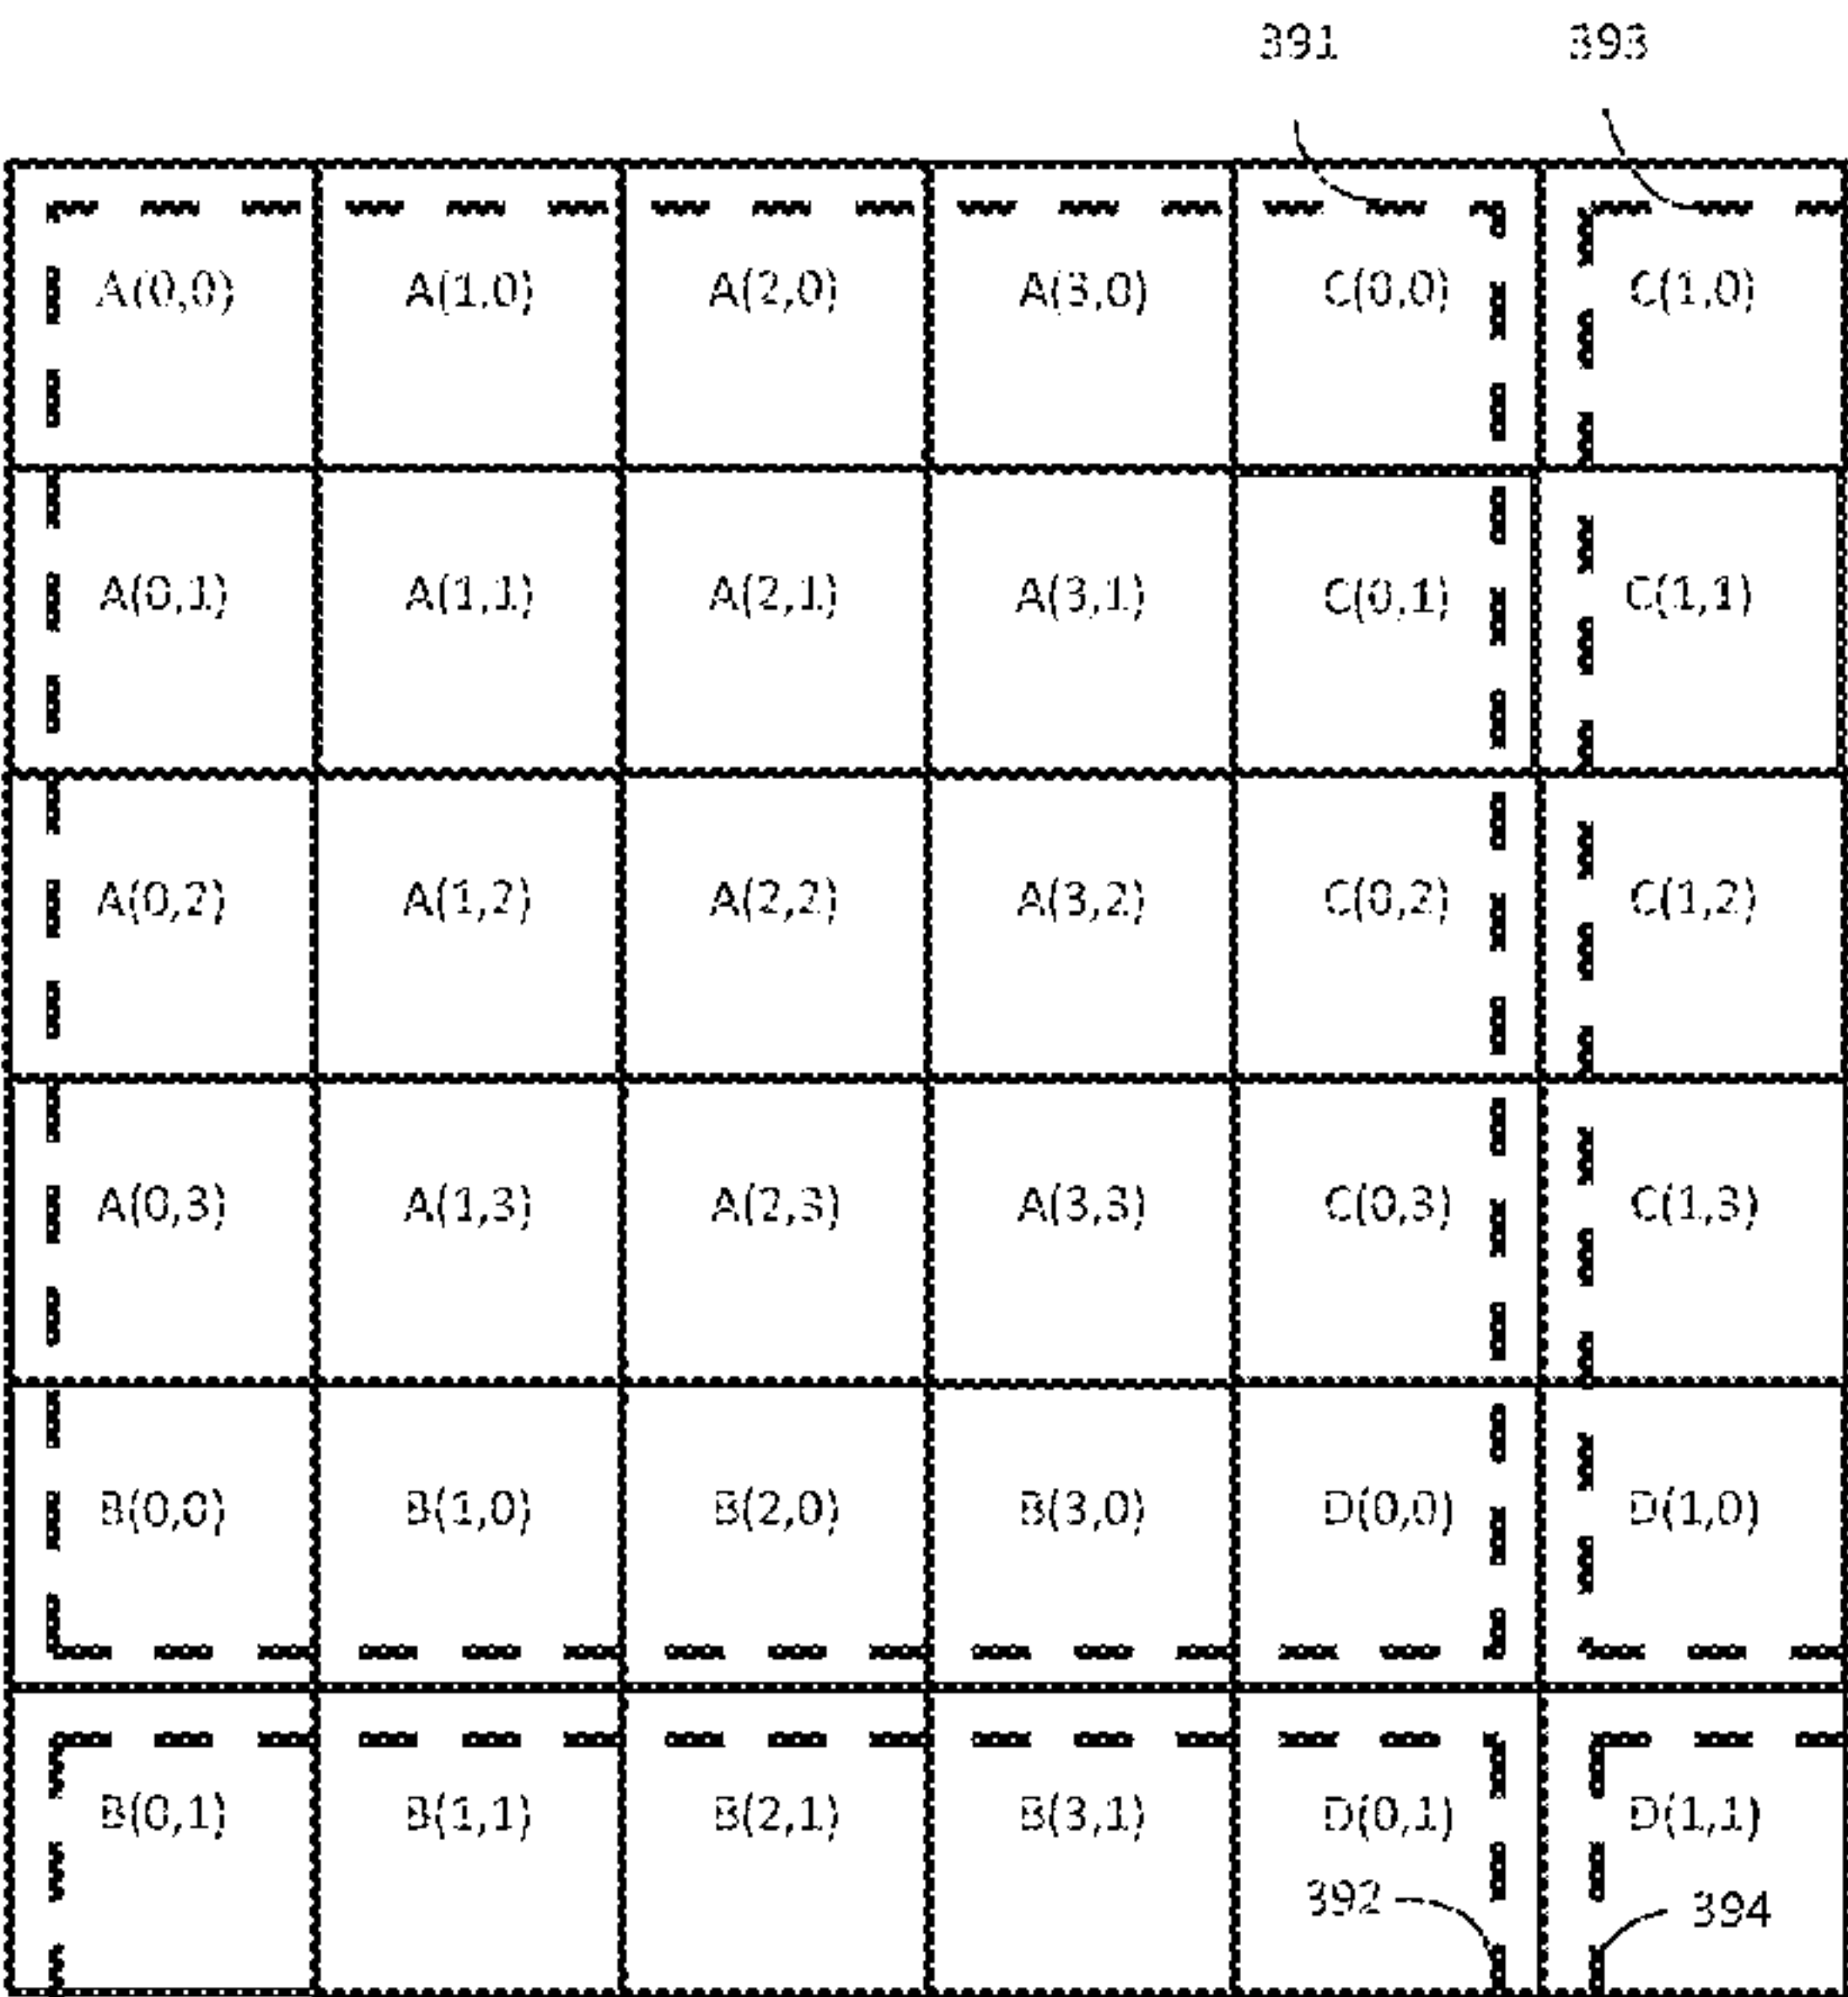 391 393
A(0,0) A(1,0) A(2,0) A(3,0) C(0,0) C(1,0)
A(0,1) A(1,1) A(2,1) A(3,1) C(0,1) C(1,1)
A(0,2) A(1,2) A(2,2) A(3,2) C(0,2) C(1,2)
A(0,3) A(1,3) A(2,3) A(3,3) C(0,3) C(1,3)
B(0,0) B(1,0) B(2,0) B(3,0) D(0,0) D(1,0)
B(0,1) B(1,1) B(2,1) B(3,1) D(0,1) D(1,1)
392 394